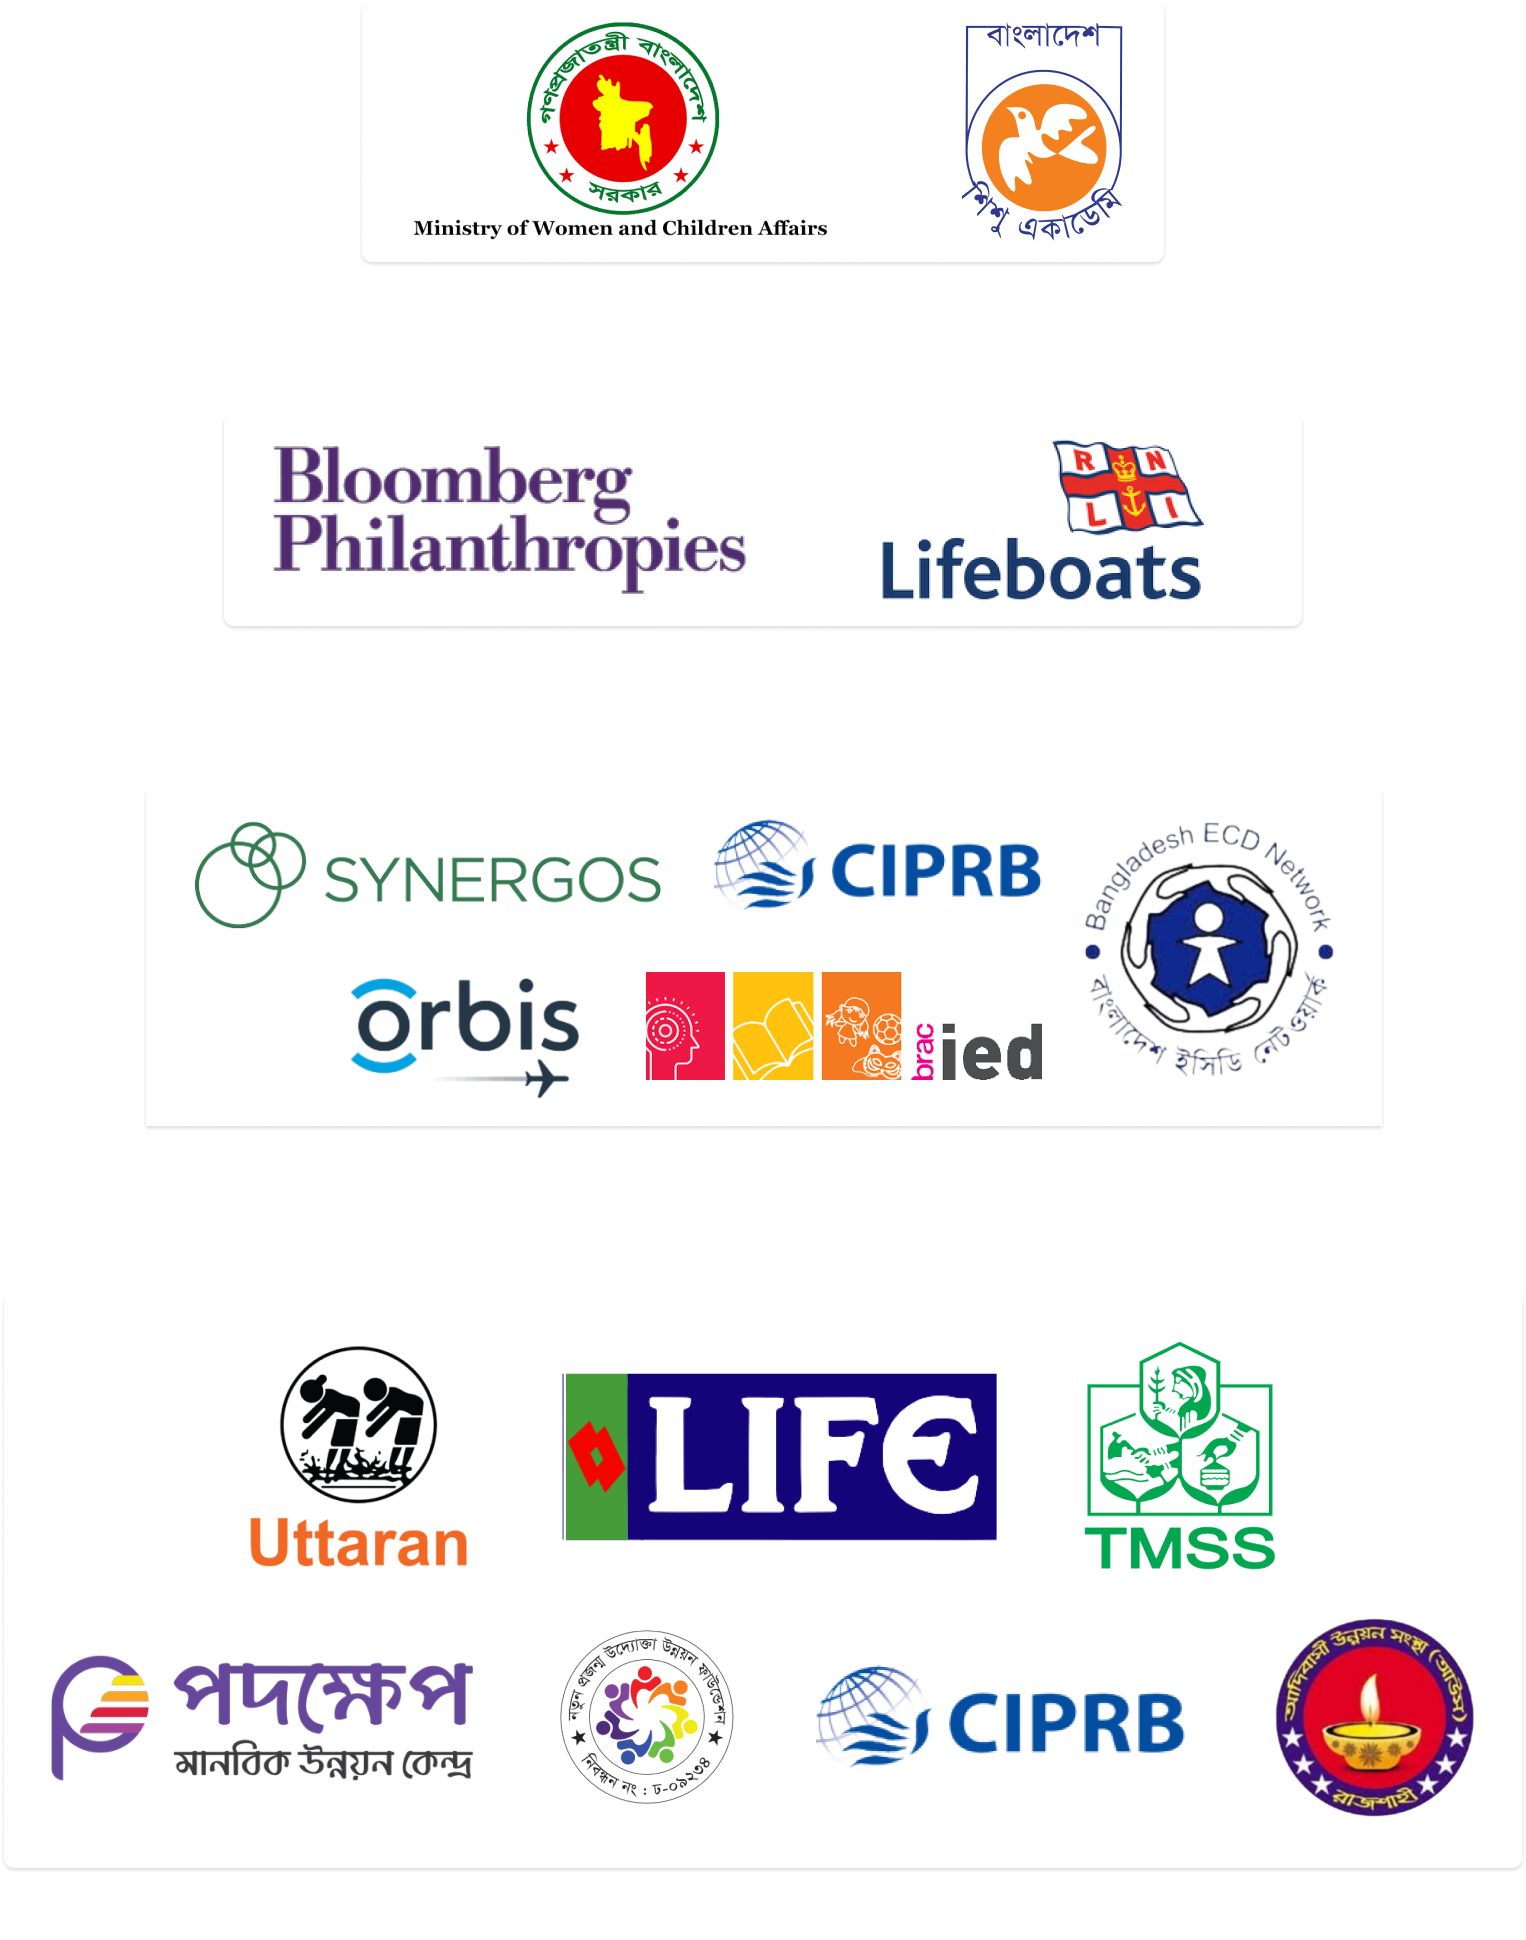 গণপ্রজাতন্ত্রী বাংলাদেশ
সরকার
Ministry of Women and Children Affairs
বাংলাদেশ
শিশু একাডেমি
Bloomberg
Philanthropies
R N
L I
Lifeboats
SYNERGOS
CIPRB
Bangladesh ECD Network
বাংলাদেশ ইসিডি নেটওয়ার্ক
orbis
brac
ied
Uttaran
LIFE
TMSS
পদক্ষেপ
মানবিক উন্নয়ন কেন্দ্র
নতুন প্রজন্ম উদ্যোক্তা উন্নয়ন ফাউন্ডেশন
নিবন্ধন নং : ঢ-০৯২৩৪
CIPRB
আদিবাসী উন্নয়ন সংস্থা (আউস)
রাজশাহী